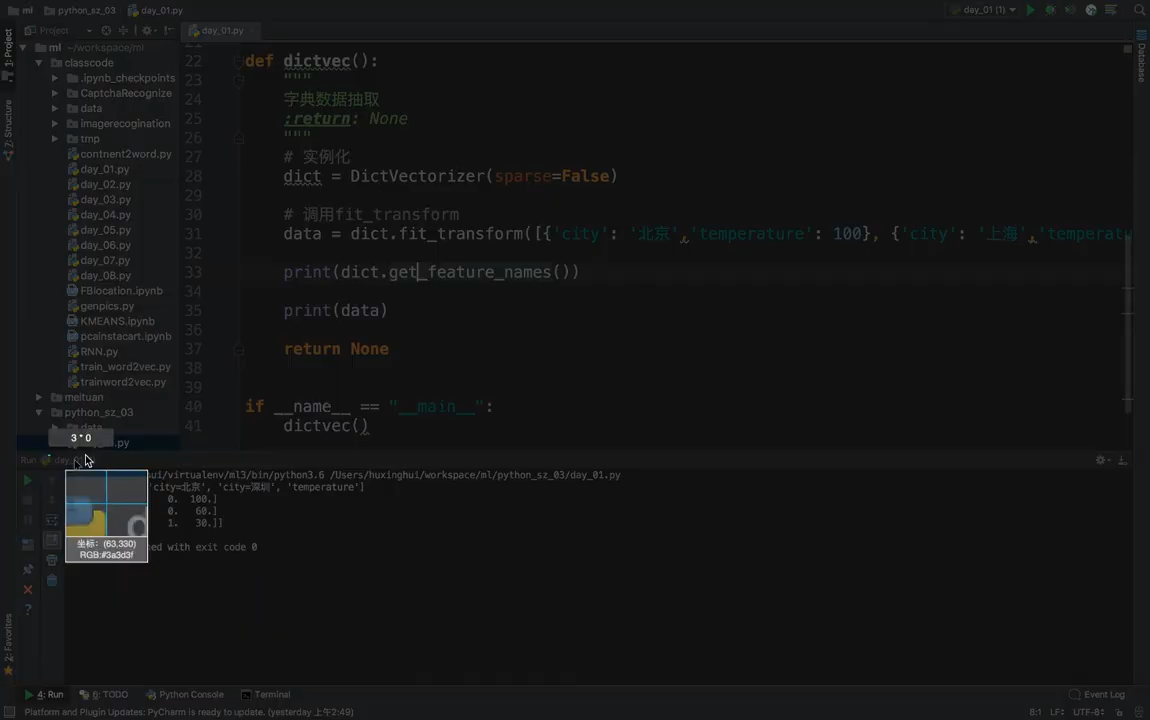 ml python_sz_03 day_01.py
day_01 (1)
Project
day_01.py
1: Project
Z: Structure
2: Favorites
Database
ml ~/workspace/ml
classcode
.ipynb_checkpoints
CaptchaRecognize
data
imagerecogination
tmp
contnent2word.py
day_01.py
day_02.py
day_03.py
day_04.py
day_05.py
day_06.py
day_07.py
day_08.py
FBlocation.ipynb
genpics.py
KMEANS.ipynb
pcainstacart.ipynb
RNN.py
train_word2vec.py
trainword2vec.py
meituan
python_sz_03
data
.py
22 def dictvec():
23 """
24 字典数据抽取
25 :return: None
26 """
27 # 实例化
28 dict = DictVectorizer(sparse=False)
29
30 # 调用fit_transform
31 data = dict.fit_transform([{'city': '北京','temperature': 100}, {'city': '上海','temperatu
32
33 print(dict.get_feature_names())
34
35 print(data)
36
37 return None
38
39
40 if __name__ == "__main__":
41 dictvec()
3 * 0
Run day_
hui/virtualenv/ml3/bin/python3.6 /Users/huxinghui/workspace/ml/python_sz_03/day_01.py
'city=北京', 'city=深圳', 'temperature']
0. 100.]
0. 60.]
1. 30.]]
ed with exit code 0
坐标: (63,330)
RGB:#3a3d3f
4: Run 6: TODO Python Console Terminal Event Log
Platform and Plugin Updates: PyCharm is ready to update. (yesterday 上午2:49) 8:1 LF÷ UTF-8÷